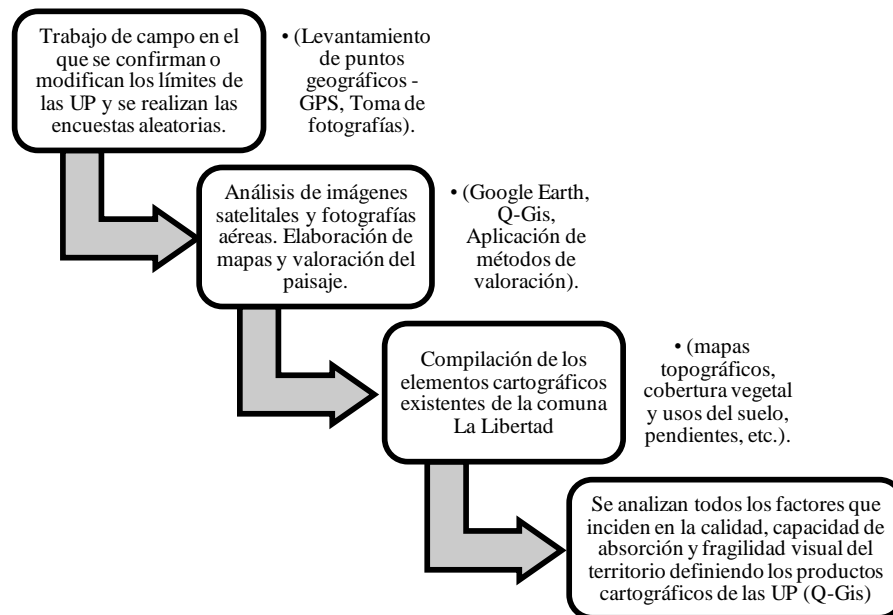 Trabajo de campo en el
que se confirman o
modifican los límites de
las UP y se realizan las
encuestas aleatorias.
• (Levantamiento
de puntos
geográficos -
GPS, Toma de
fotografías).
Análisis de imágenes
satelitales y fotografías
aéreas. Elaboración de
mapas y valoración del
paisaje.
• (Google Earth,
Q-Gis,
Aplicación de
métodos de
valoración).
Compilación de los
elementos cartográficos
existentes de la comuna
La Libertad
• (mapas
topográficos,
cobertura vegetal
y usos del suelo,
pendientes, etc.).
Se analizan todos los factores que
inciden en la calidad, capacidad de
absorción y fragilidad visual del
territorio definiendo los productos
cartográficos de las UP (Q-Gis)